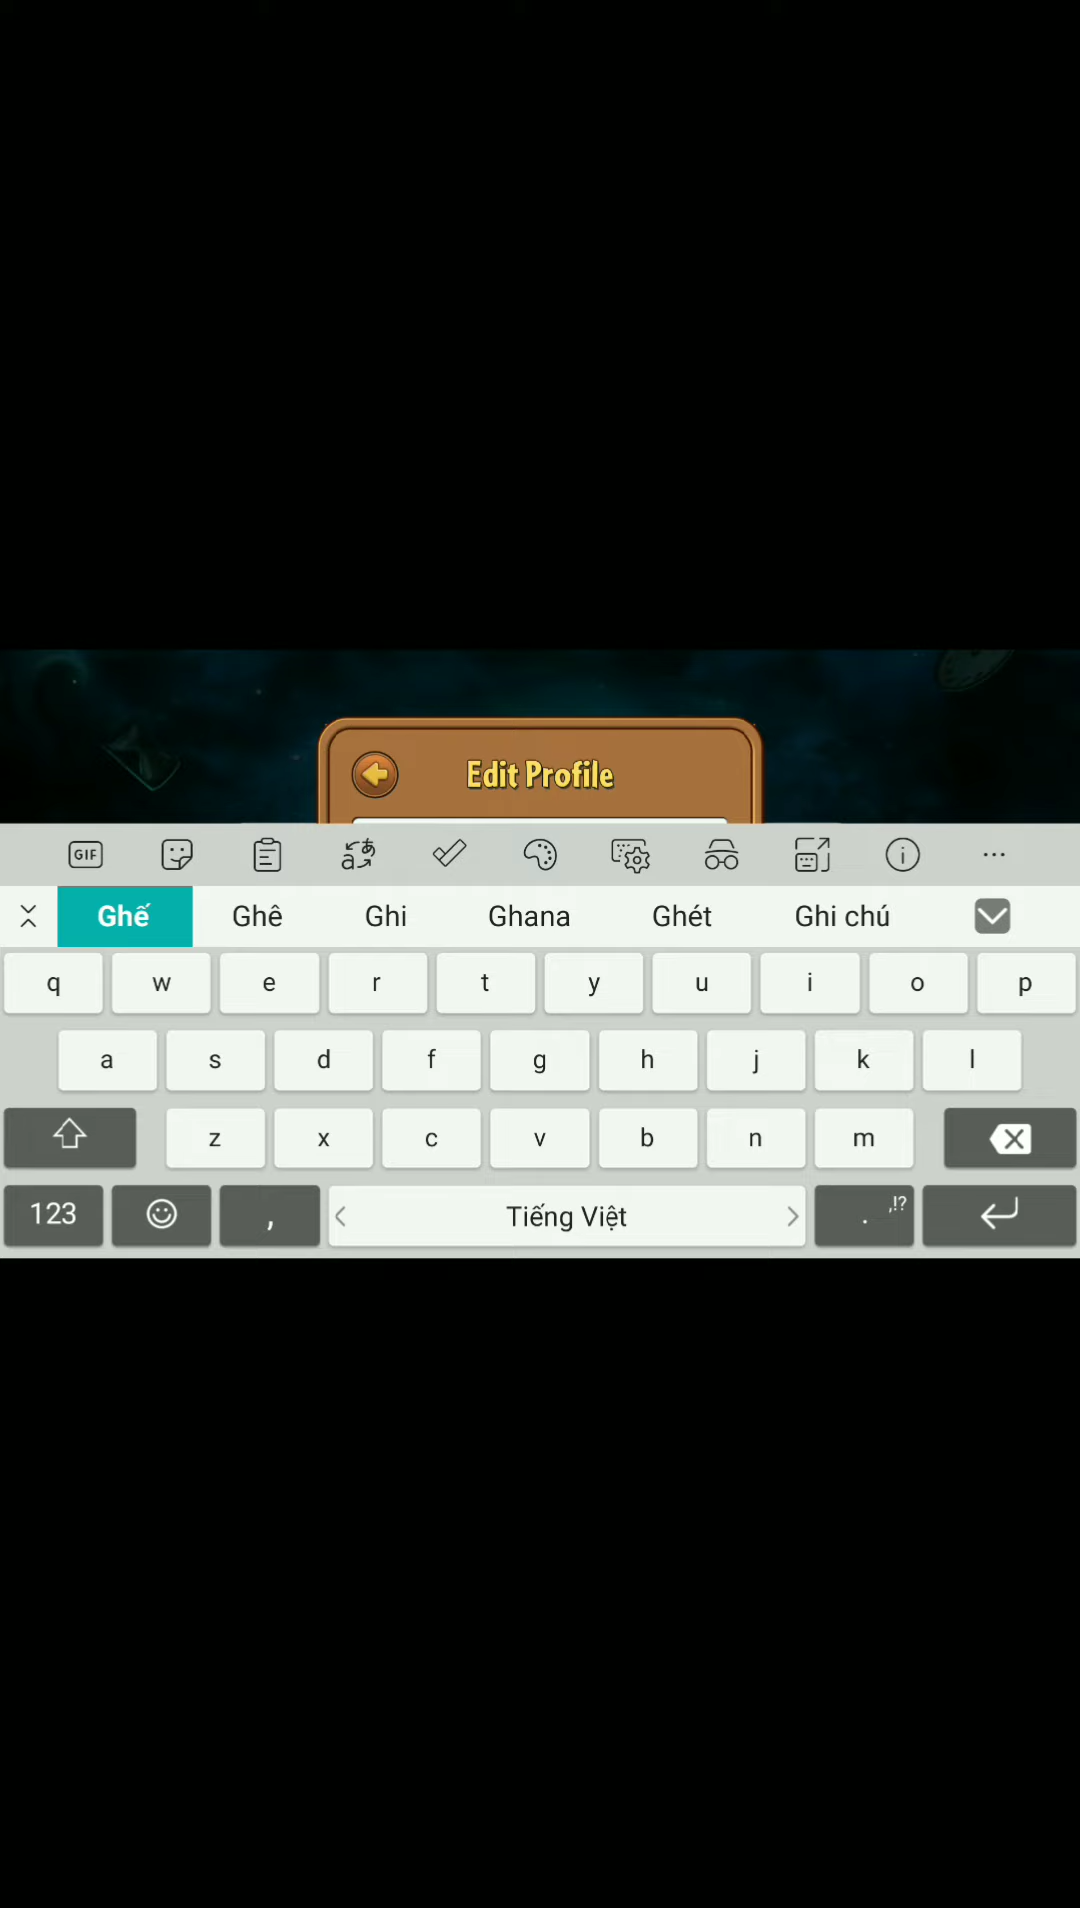 Edit Profile
GIF
Ghế Ghê Ghi Ghana Ghét Ghi chú
q w e r t y u i o p
a s d f g h j k l
z x c v b n m
123 , Tiếng Việt . ,!?